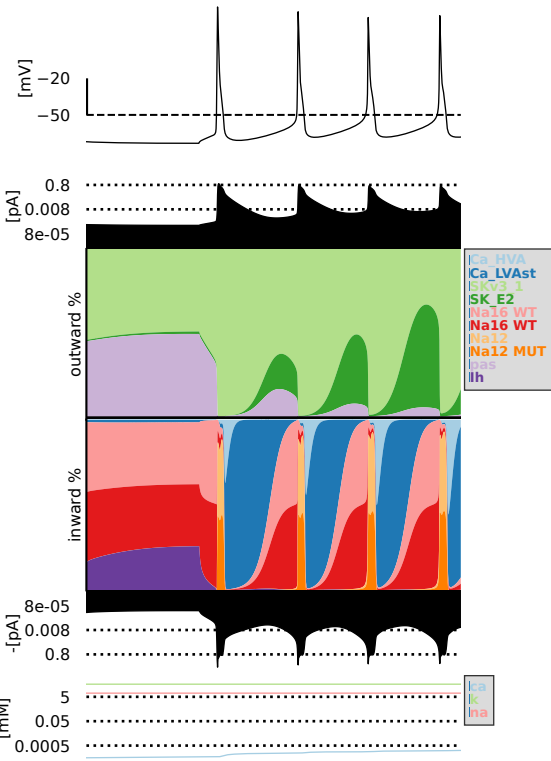 [mV]
−20
−50
[pA]
0.8
0.008
8e-05
outward %
Ca_HVA
Ca_LVAst
SKv3_1
SK_E2
Na16 WT
Na16 WT
Na12
Na12 MUT
pas
Ih
inward %
-[pA]
8e-05
0.008
0.8
[mM]
5
0.05
0.0005
ca
k
na